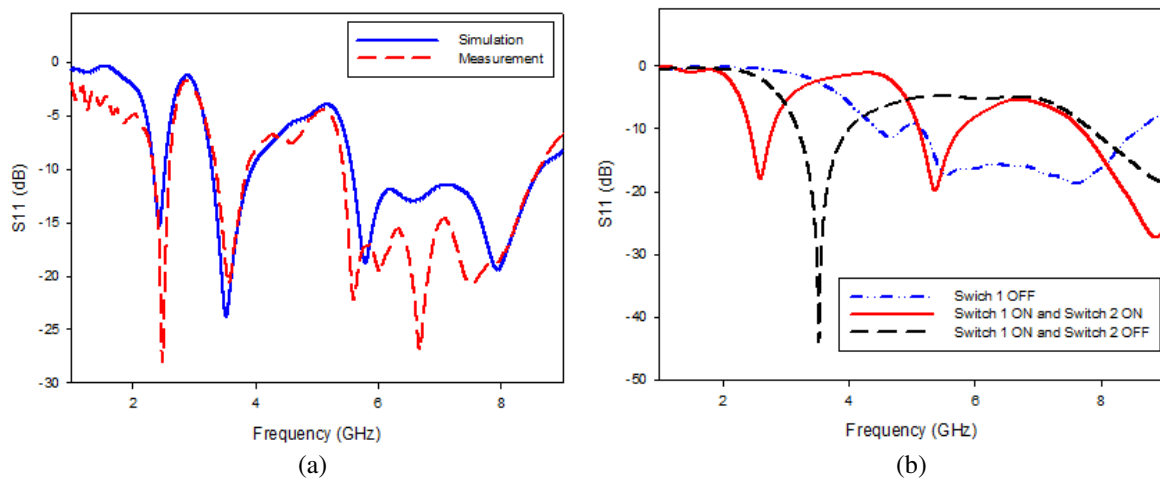 Simulation
Measurement
0
-5
-10
-15
-20
-25
-30
S11 (dB)
2 4 6 8
Frequency (GHz)
(a)
0
-10
-20
-30
-40
-50
S11 (dB)
Swich 1 OFF
Switch 1 ON and Switch 2 ON
Switch 1 ON and Switch 2 OFF
2 4 6 8
Frequency (GHz)
(b)